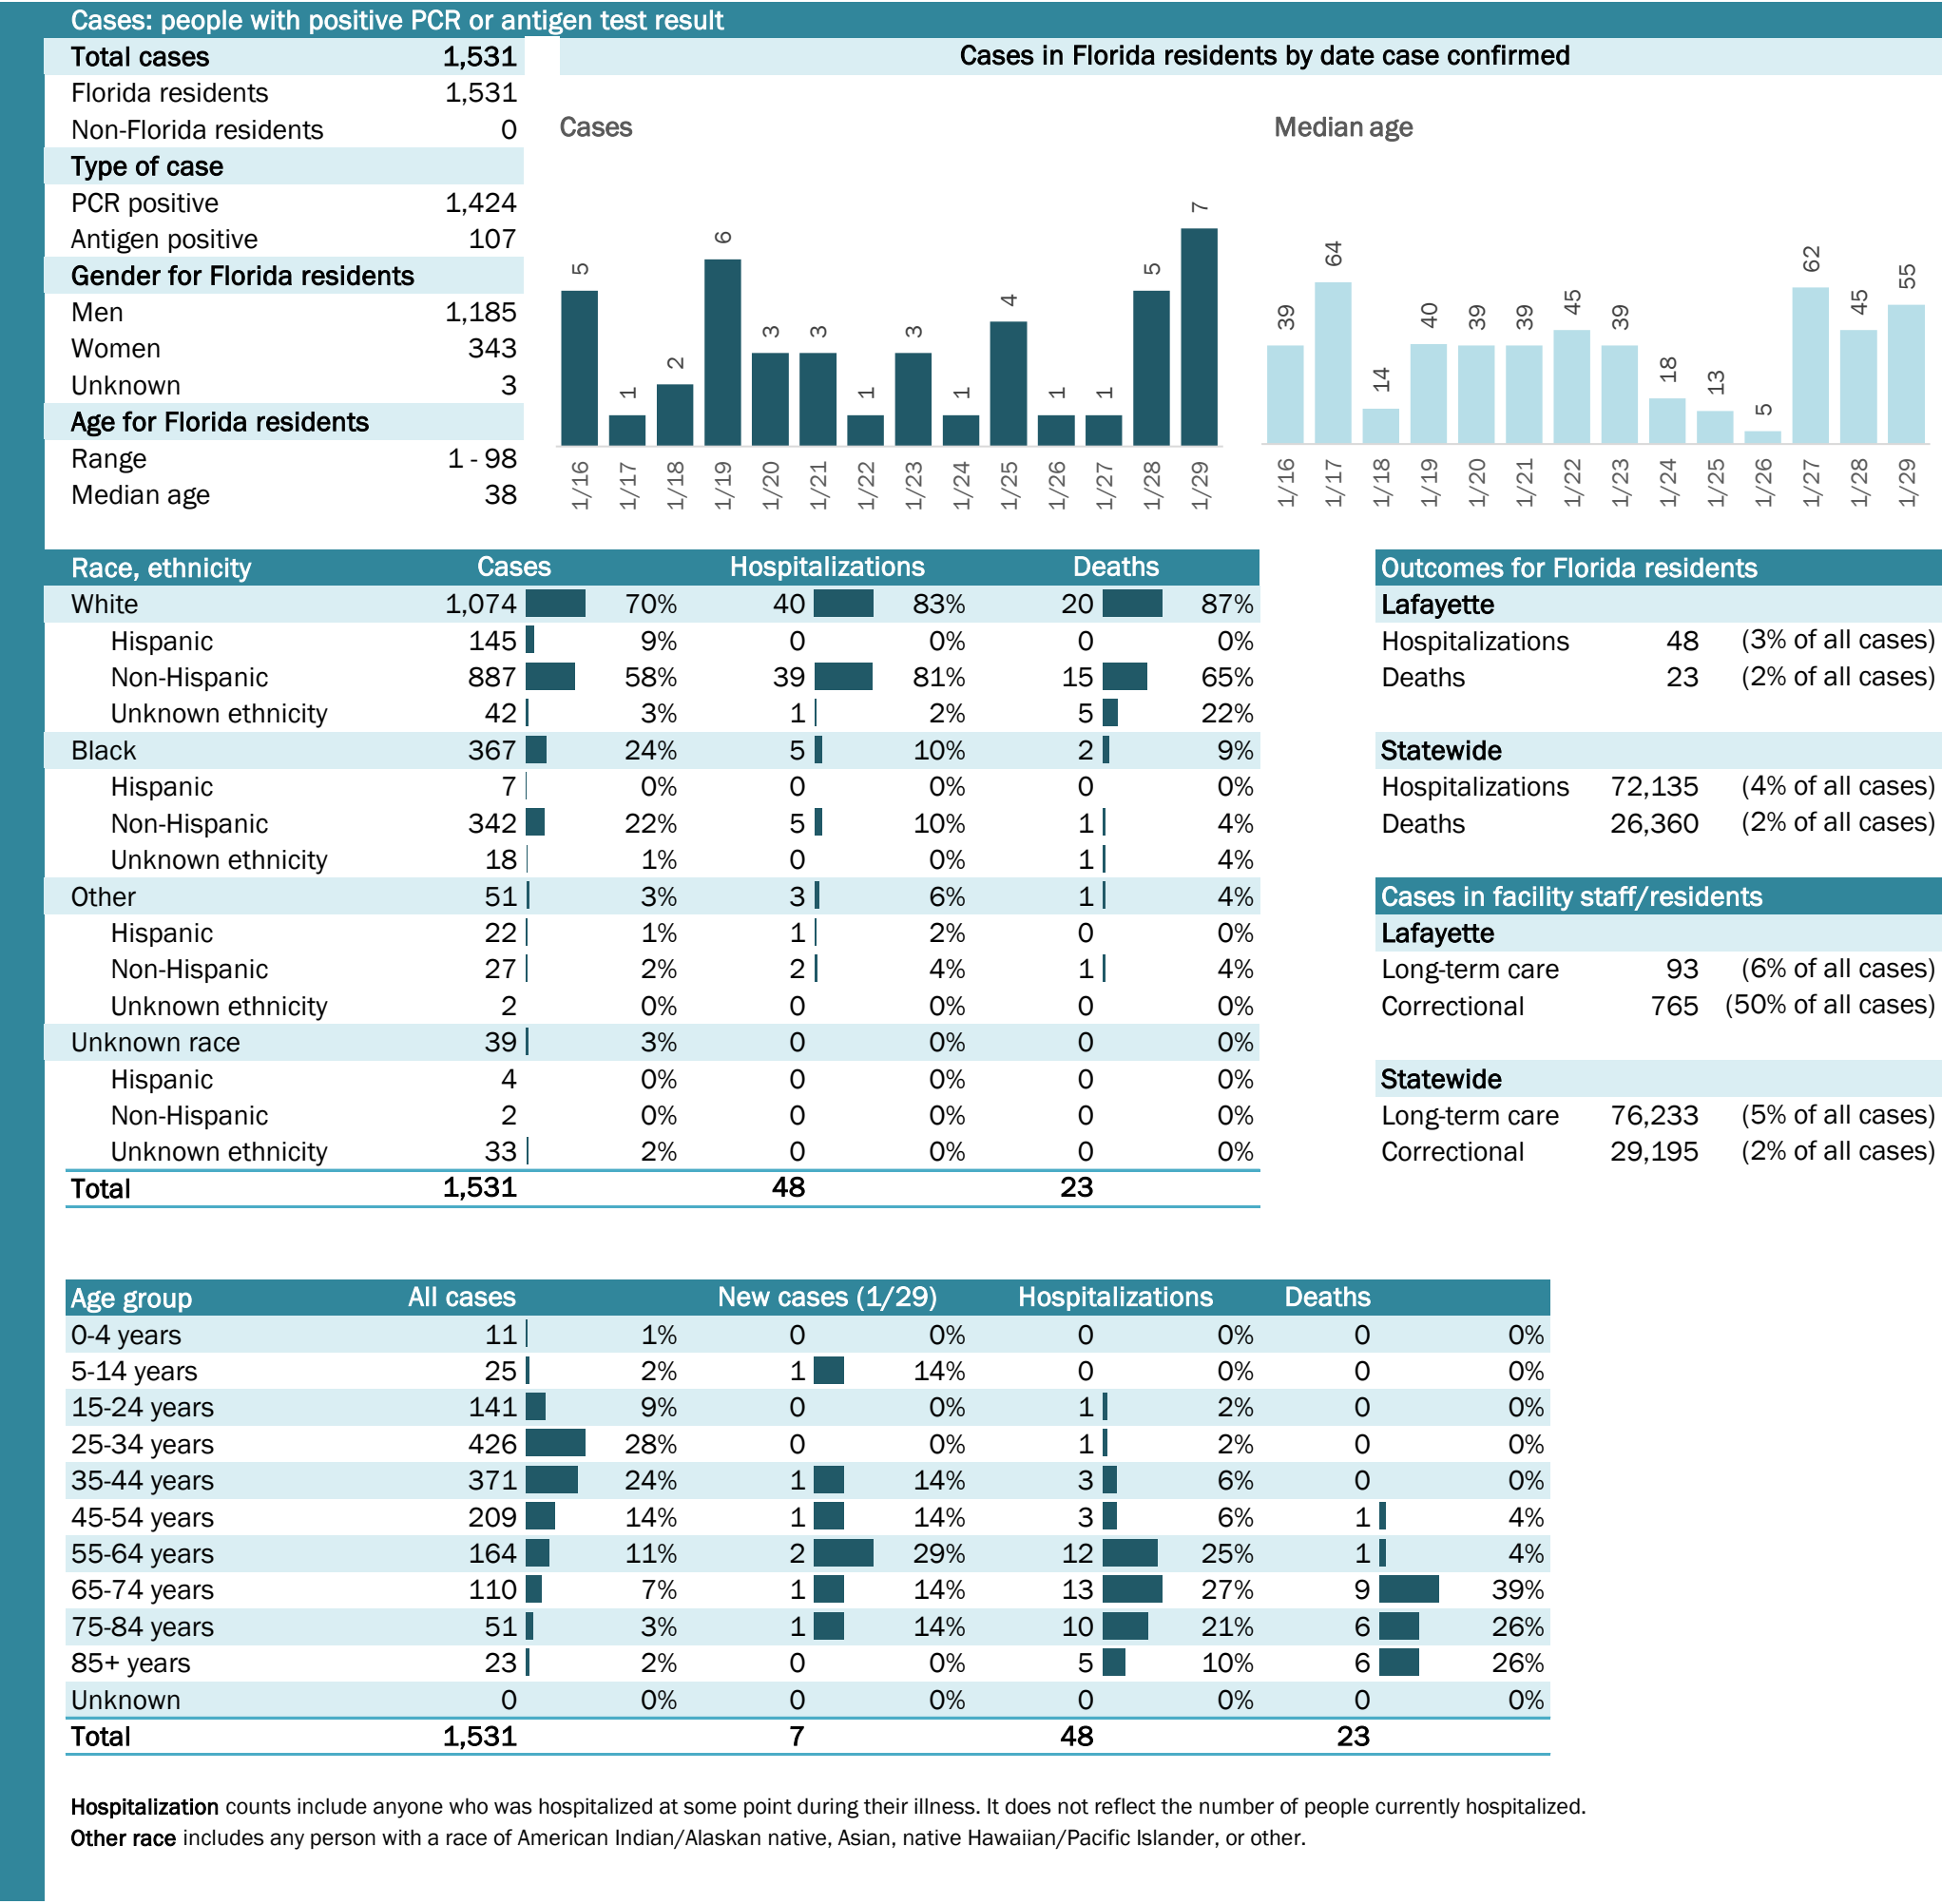 Cases: people with positive PCR or antigen test result
Total cases 1,531
Florida residents 1,531
Non-Florida residents 0
Type of case
PCR positive 1,424
Antigen positive 107
Gender for Florida residents
Men 1,185
Women 343
Unknown 3
Age for Florida residents
Range 1 - 98
Median age 38
Cases in Florida residents by date case confirmed
Cases
5 1 2 6 3 3 1 3 1 4 1 1 5 7
1/16 1/17 1/18 1/19 1/20 1/21 1/22 1/23 1/24 1/25 1/26 1/27 1/28 1/29
Median age
39 64 14 40 39 39 45 39 18 13 5 62 45 55
1/16 1/17 1/18 1/19 1/20 1/21 1/22 1/23 1/24 1/25 1/26 1/27 1/28 1/29
Race, ethnicity Cases Hospitalizations Deaths
White 1,074 70% 40 83% 20 87%
Hispanic 145 9% 0 0% 0 0%
Non-Hispanic 887 58% 39 81% 15 65%
Unknown ethnicity 42 3% 1 2% 5 22%
Black 367 24% 5 10% 2 9%
Hispanic 7 0% 0 0% 0 0%
Non-Hispanic 342 22% 5 10% 1 4%
Unknown ethnicity 18 1% 0 0% 1 4%
Other 51 3% 3 6% 1 4%
Hispanic 22 1% 1 2% 0 0%
Non-Hispanic 27 2% 2 4% 1 4%
Unknown ethnicity 2 0% 0 0% 0 0%
Unknown race 39 3% 0 0% 0 0%
Hispanic 4 0% 0 0% 0 0%
Non-Hispanic 2 0% 0 0% 0 0%
Unknown ethnicity 33 2% 0 0% 0 0%
Total 1,531 48 23
Outcomes for Florida residents
Lafayette
Hospitalizations 48 (3% of all cases)
Deaths 23 (2% of all cases)
Statewide
Hospitalizations 72,135 (4% of all cases)
Deaths 26,360 (2% of all cases)
Cases in facility staff/residents
Lafayette
Long-term care 93 (6% of all cases)
Correctional 765 (50% of all cases)
Statewide
Long-term care 76,233 (5% of all cases)
Correctional 29,195 (2% of all cases)
Age group All cases New cases (1/29) Hospitalizations Deaths
0-4 years 11 1% 0 0% 0 0% 0 0%
5-14 years 25 2% 1 14% 0 0% 0 0%
15-24 years 141 9% 0 0% 1 2% 0 0%
25-34 years 426 28% 0 0% 1 2% 0 0%
35-44 years 371 24% 1 14% 3 6% 0 0%
45-54 years 209 14% 1 14% 3 6% 1 4%
55-64 years 164 11% 2 29% 12 25% 1 4%
65-74 years 110 7% 1 14% 13 27% 9 39%
75-84 years 51 3% 1 14% 10 21% 6 26%
85+ years 23 2% 0 0% 5 10% 6 26%
Unknown 0 0% 0 0% 0 0% 0 0%
Total 1,531 7 48 23
Hospitalization counts include anyone who was hospitalized at some point during their illness. It does not reflect the number of people currently hospitalized.
Other race includes any person with a race of American Indian/Alaskan native, Asian, native Hawaiian/Pacific Islander, or other.